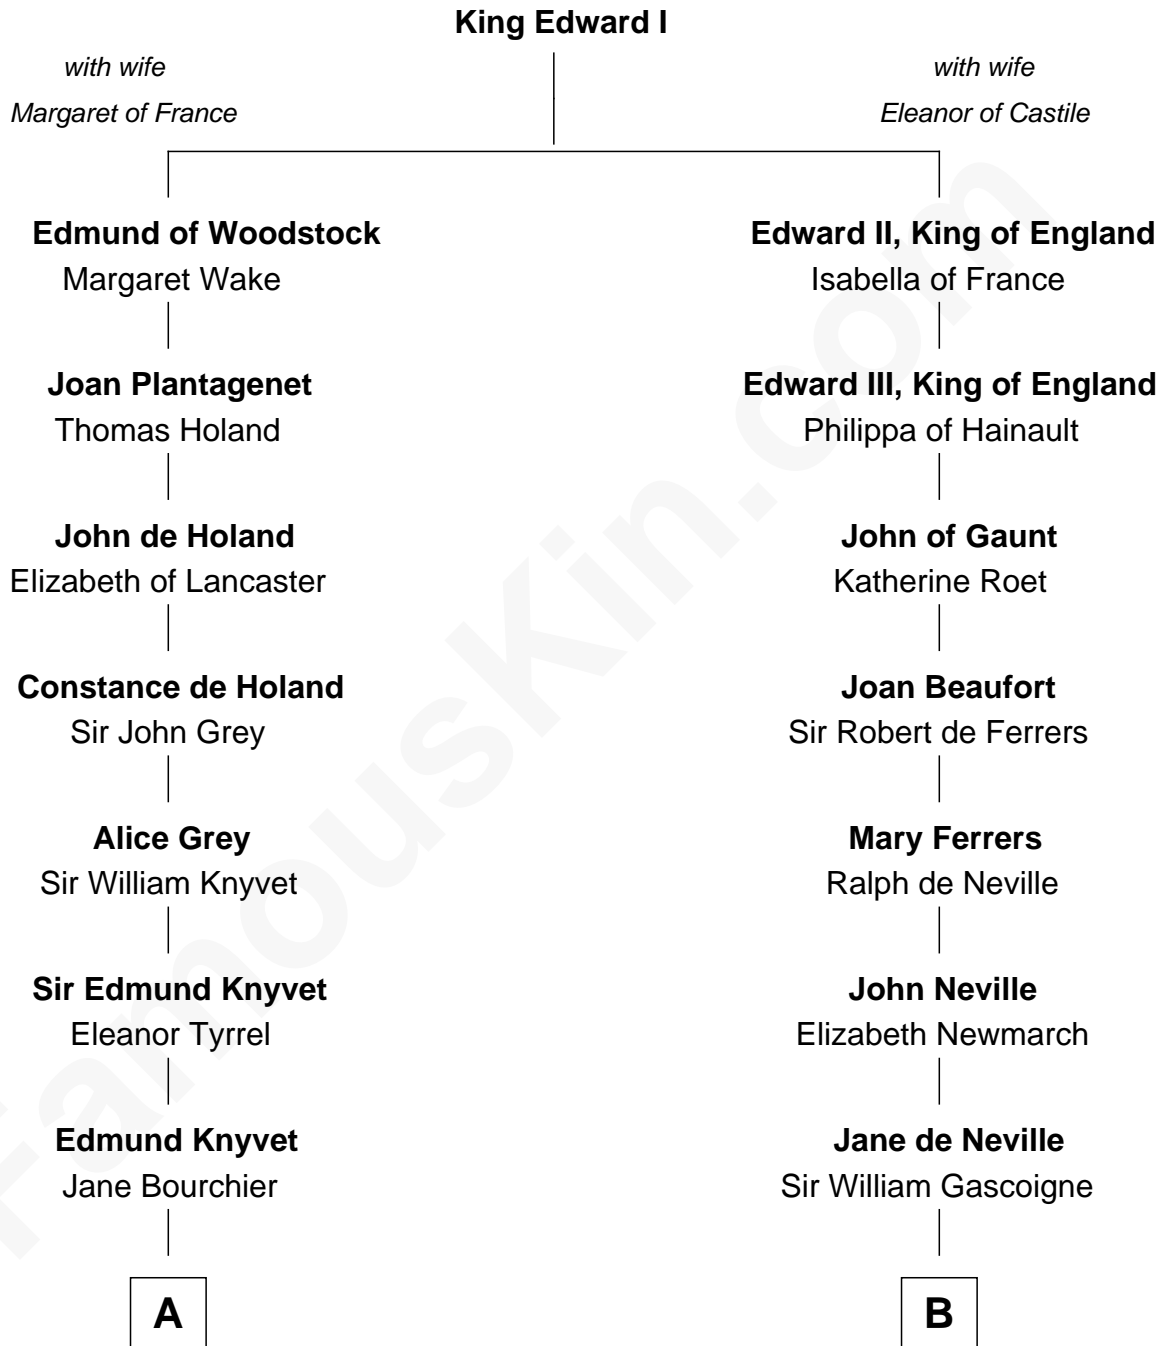 King Edward I
with wife
Margaret of France
with wife
Eleanor of Castile
Edmund of Woodstock
Margaret Wake
Edward II, King of England
Isabella of France
Joan Plantagenet
Thomas Holand
Edward III, King of England
Philippa of Hainault
John de Holand
Elizabeth of Lancaster
John of Gaunt
Katherine Roet
Constance de Holand
Sir John Grey
Joan Beaufort
Sir Robert de Ferrers
Alice Grey
Sir William Knyvet
Mary Ferrers
Ralph de Neville
Sir Edmund Knyvet
Eleanor Tyrrel
John Neville
Elizabeth Newmarch
Edmund Knyvet
Jane Bourchier
Jane de Neville
Sir William Gascoigne
A
B
FamousKin.com